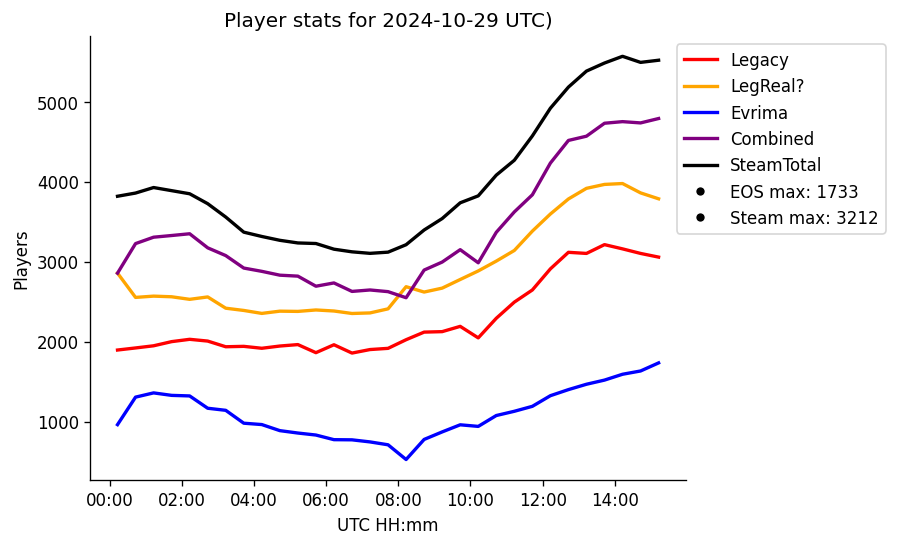 Player stats for 2024-10-29 UTC)
Legacy
LegReal?
Evrima
Combined
SteamTotal
EOS max: 1733
Steam max: 3212
Players
5000
4000
3000
2000
1000
00:00 02:00 04:00 06:00 08:00 10:00 12:00 14:00
UTC HH:mm